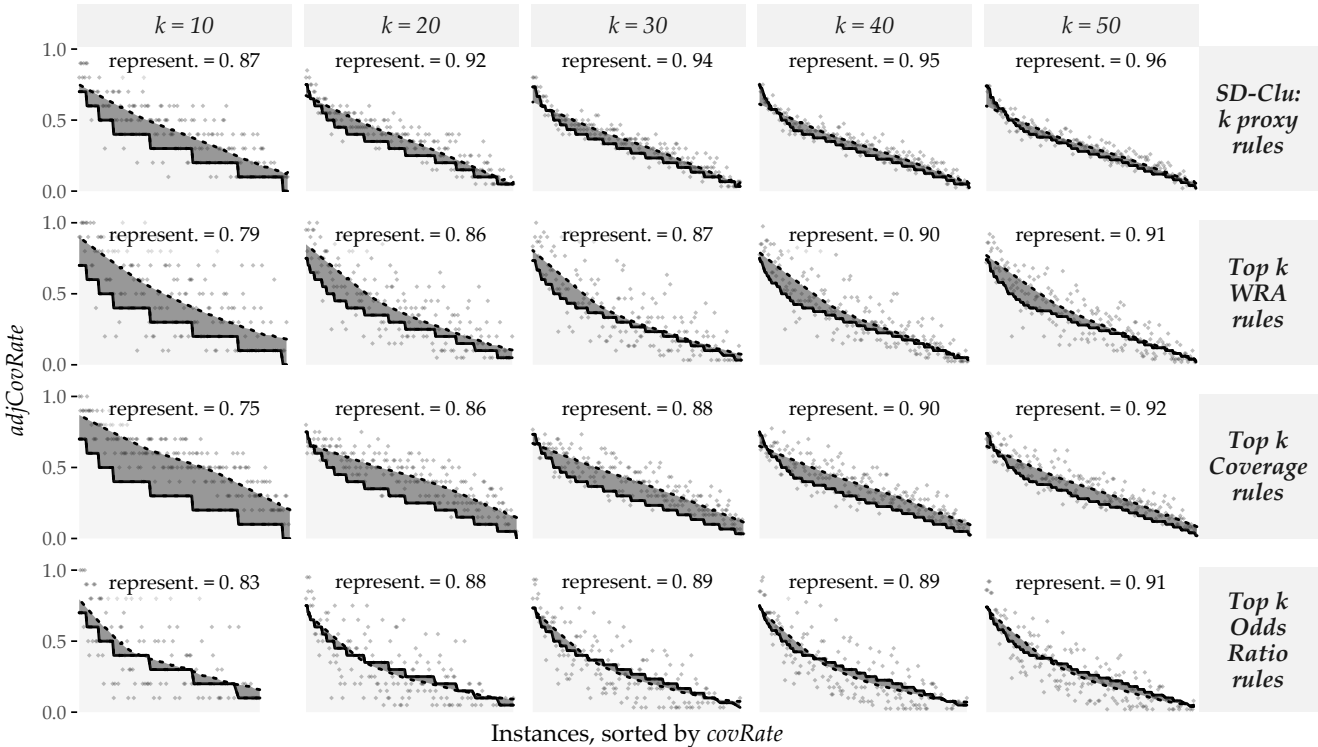 k = 10
k = 20
k = 30
k = 40
k = 50
1.0
0.5
0.0
represent. = 0. 87
represent. = 0. 92
represent. = 0. 94
represent. = 0. 95
represent. = 0. 96
SD-Clu:
k proxy
rules
1.0
0.5
0.0
represent. = 0. 79
represent. = 0. 86
represent. = 0. 87
represent. = 0. 90
represent. = 0. 91
Top k
WRA
rules
adjCovRate
1.0
0.5
0.0
represent. = 0. 75
represent. = 0. 86
represent. = 0. 88
represent. = 0. 90
represent. = 0. 92
Top k
Coverage
rules
1.0
0.5
0.0
represent. = 0. 83
represent. = 0. 88
represent. = 0. 89
represent. = 0. 89
represent. = 0. 91
Top k
Odds
Ratio
rules
Instances, sorted by covRate